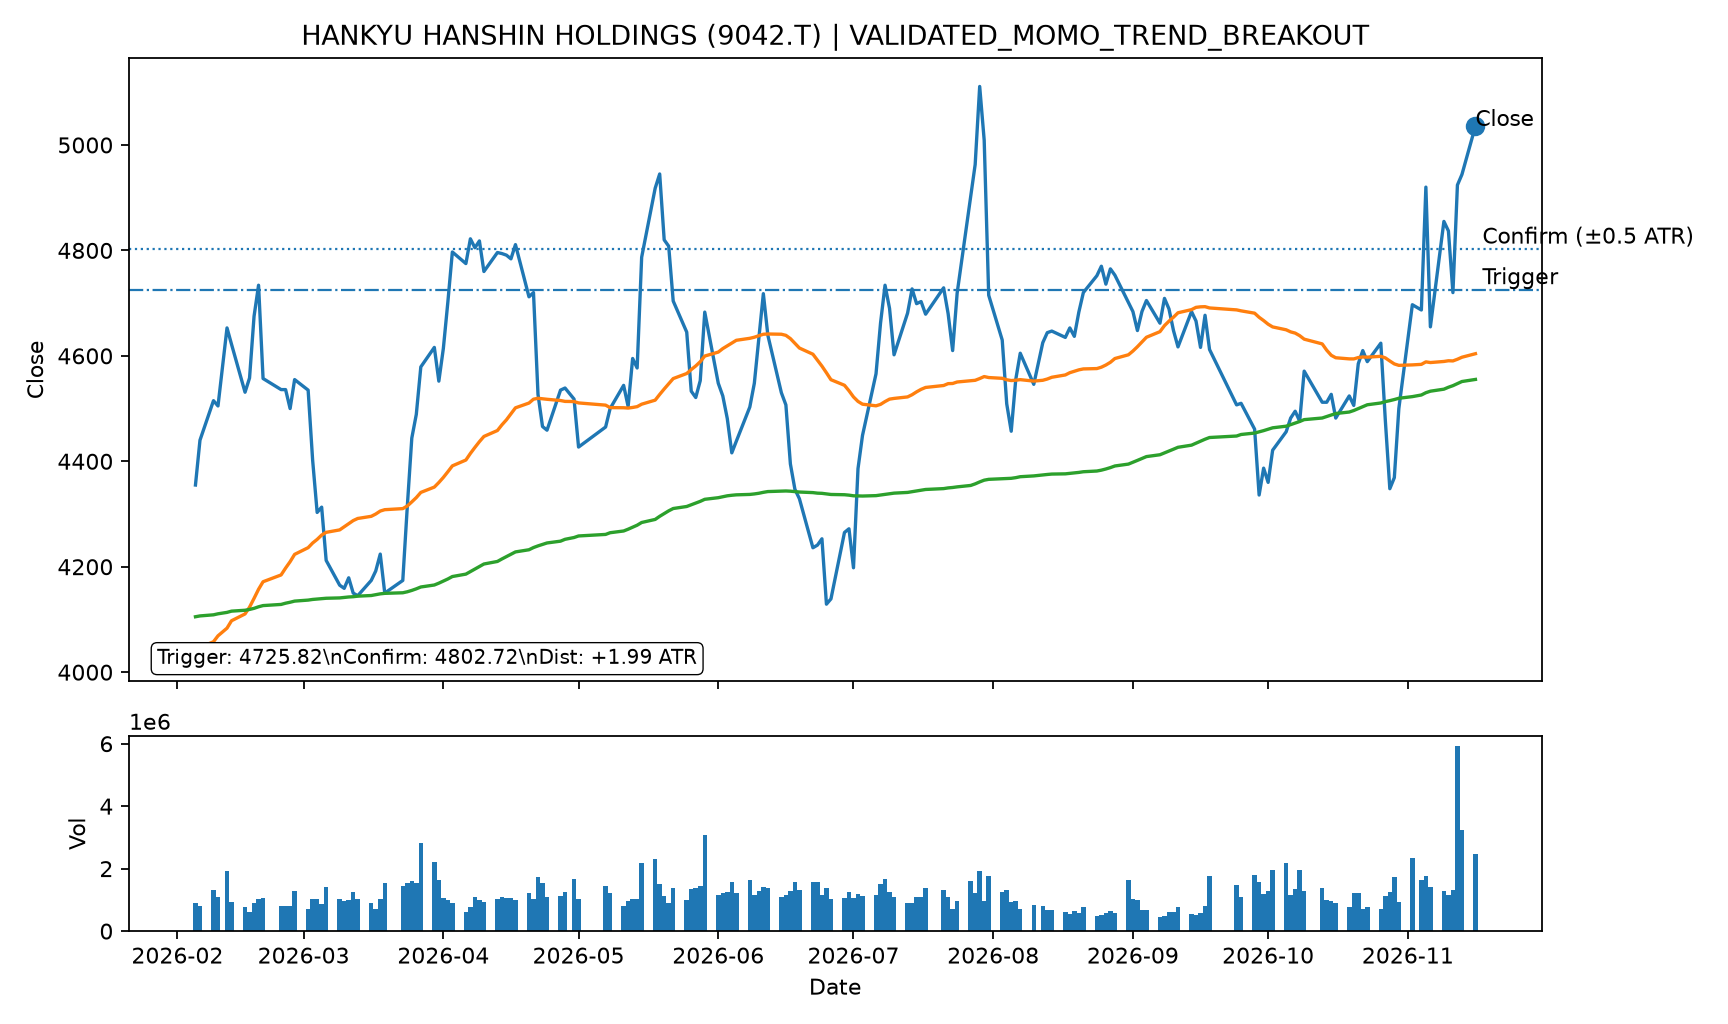 HANKYU HANSHIN HOLDINGS (9042.T) | VALIDATED_MOMO_TREND_BREAKOUT
Close
5000
4800
4600
4400
4200
4000
Close
Confirm (±0.5 ATR)
Trigger
Trigger: 4725.82\nConfirm: 4802.72\nDist: +1.99 ATR
1e6
Vol
6
4
2
0
2026-02 2026-03 2026-04 2026-05 2026-06 2026-07 2026-08 2026-09 2026-10 2026-11
Date